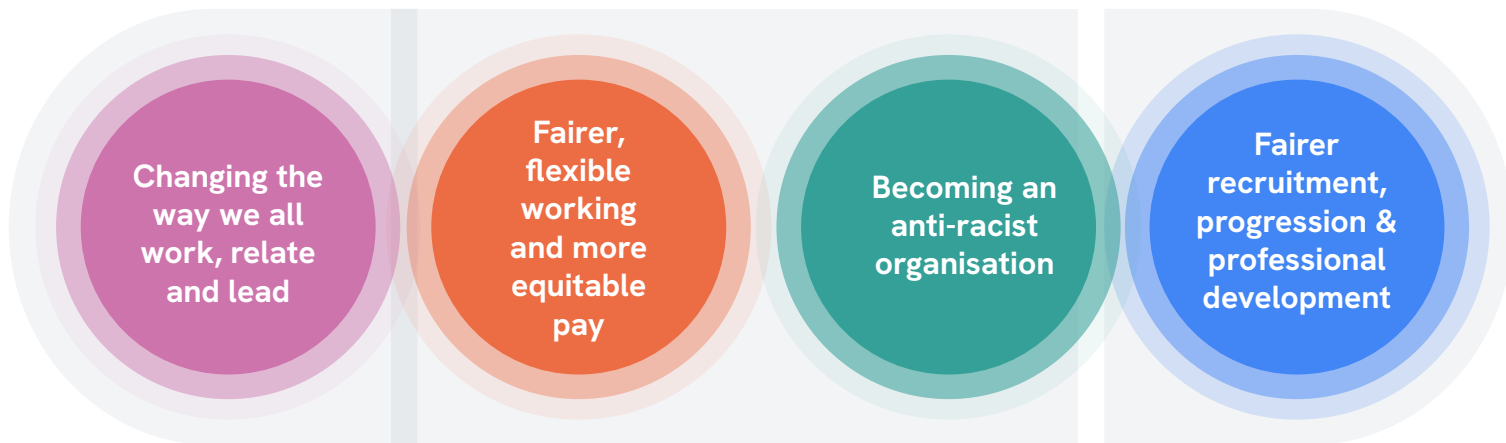 Changing the
way we all
work, relate
and lead
Fairer,
flexible
working
and more
equitable
pay
Becoming an
anti-racist
organisation
Fairer
recruitment,
progression &
professional
development